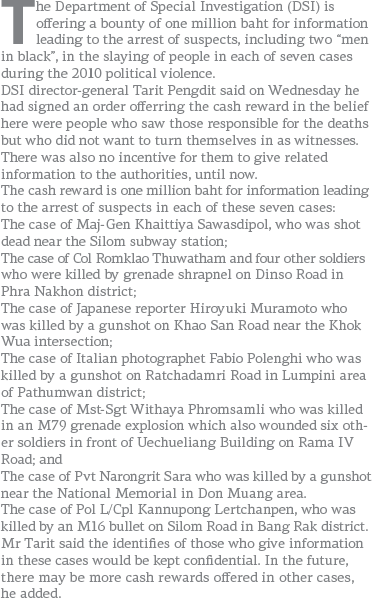 The Department of Special Investigation (DSI) is
offering a bounty of one million baht for information
leading to the arrest of suspects, including two “men
in black”, in the slaying of people in each of seven cases
during the 2010 political violence.
DSI director-general Tarit Pengdit said on Wednesday he
had signed an order offerring the cash reward in the belief
here were people who saw those responsible for the deaths
but who did not want to turn themselves in as witnesses.
There was also no incentive for them to give related
information to the authorities, until now.
The cash reward is one million baht for information leading
to the arrest of suspects in each of these seven cases:
The case of Maj-Gen Khaittiya Sawasdipol, who was shot
dead near the Silom subway station;
The case of Col Romklao Thuwatham and four other soldiers
who were killed by grenade shrapnel on Dinso Road in
Phra Nakhon district;
The case of Japanese reporter Hiroyuki Muramoto who
was killed by a gunshot on Khao San Road near the Khok
Wua intersection;
The case of Italian photographet Fabio Polenghi who was
killed by a gunshot on Ratchadamri Road in Lumpini area
of Pathumwan district;
The case of Mst-Sgt Withaya Phromsamli who was killed
in an M79 grenade explosion which also wounded six oth-
er soldiers in front of Uechueliang Building on Rama IV
Road; and
The case of Pvt Narongrit Sara who was killed by a gunshot
near the National Memorial in Don Muang area.
The case of Pol L/Cpl Kannupong Lertchanpen, who was
killed by an M16 bullet on Silom Road in Bang Rak district.
Mr Tarit said the identifies of those who give information
in these cases would be kept confidential. In the future,
there may be more cash rewards offered in other cases,
he added.